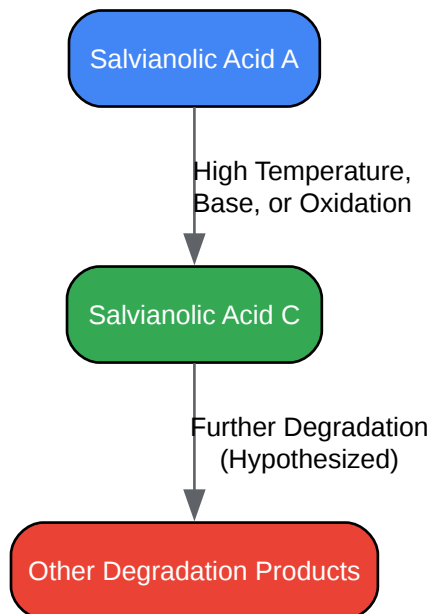 Salvianolic Acid A
High Temperature,
Base, or Oxidation
Salvianolic Acid C
Further Degradation
(Hypothesized)
Other Degradation Products